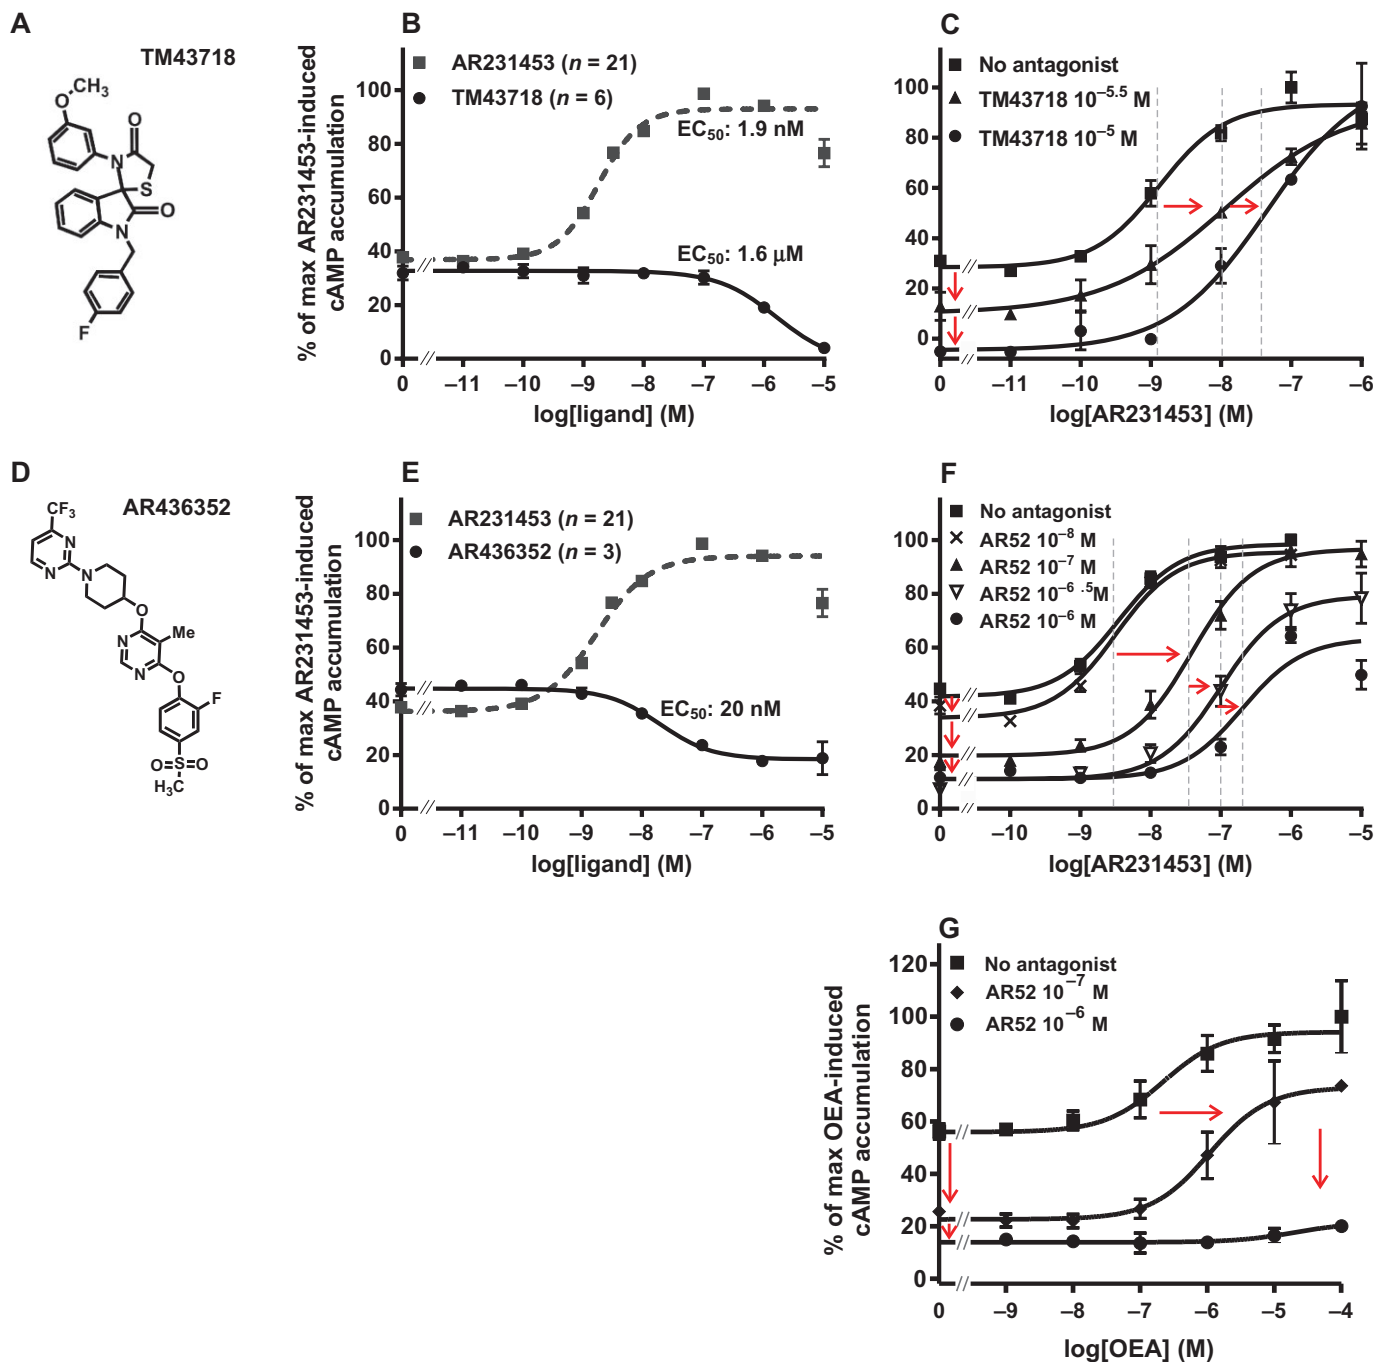 A
TM43718
O
CH3
O
N
S
O
N
F
B
% of max AR231453-induced
cAMP accumulation
AR231453 (n = 21)
TM43718 (n = 6)
EC50: 1.9 nM
EC50: 1.6 μM
100
80
60
40
20
0
0 –11 –10 –9 –8 –7 –6 –5
log[ligand] (M)
C
No antagonist
TM43718 10–5.5 M
TM43718 10–5 M
100
80
60
40
20
0
0 –11 –10 –9 –8 –7 –6
log[AR231453] (M)
D
AR436352
CF3
N
N
N
O
N
Me
N
O
F
O=S=O
H3C
E
% of max AR231453-induced
cAMP accumulation
AR231453 (n = 21)
AR436352 (n = 3)
EC50: 20 nM
100
80
60
40
20
0
0 –11 –10 –9 –8 –7 –6 –5
log[ligand] (M)
F
No antagonist
AR52 10–8 M
AR52 10–7 M
AR52 10–6 .5M
AR52 10–6 M
100
80
60
40
20
0
0 –10 –9 –8 –7 –6 –5
log[AR231453] (M)
G
% of max OEA-induced
cAMP accumulation
No antagonist
AR52 10–7 M
AR52 10–6 M
120
100
80
60
40
20
0
0 –9 –8 –7 –6 –5 –4
log[OEA] (M)